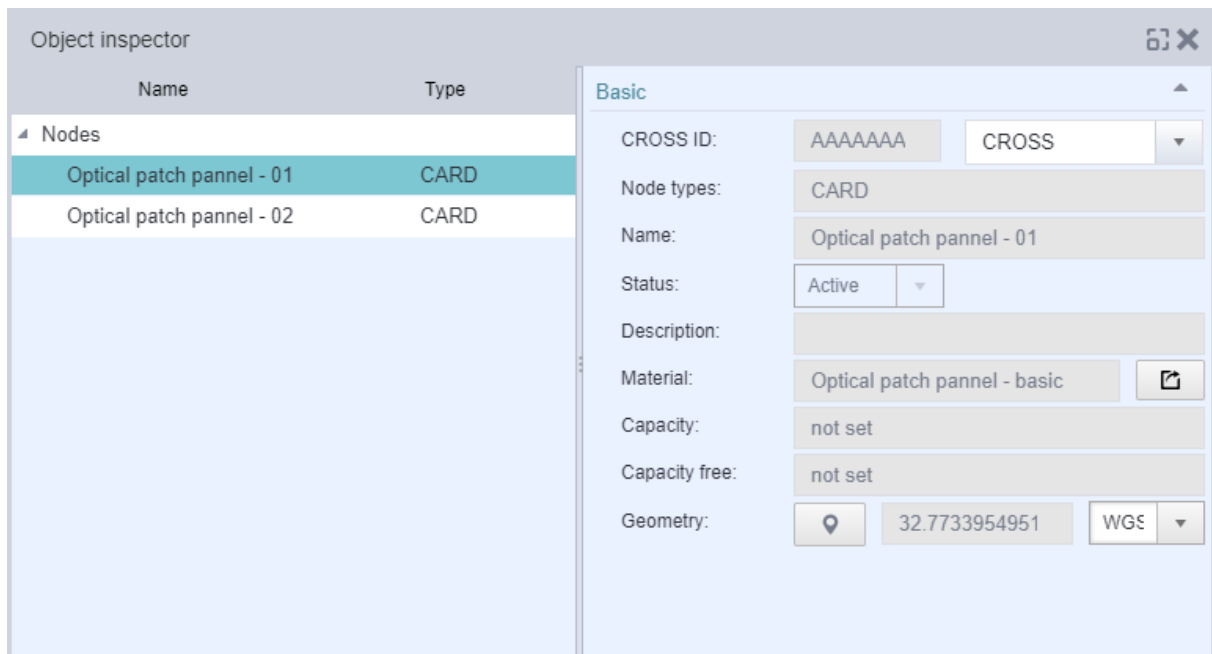 Object inspector
Name Type
Nodes
Optical patch pannel - 01 CARD
Optical patch pannel - 02 CARD
Basic
CROSS ID: AAAAAAA CROSS
Node types: CARD
Name: Optical patch pannel - 01
Status: Active
Description:
Material: Optical patch pannel - basic
Capacity: not set
Capacity free: not set
Geometry: 32.7733954951 WGS